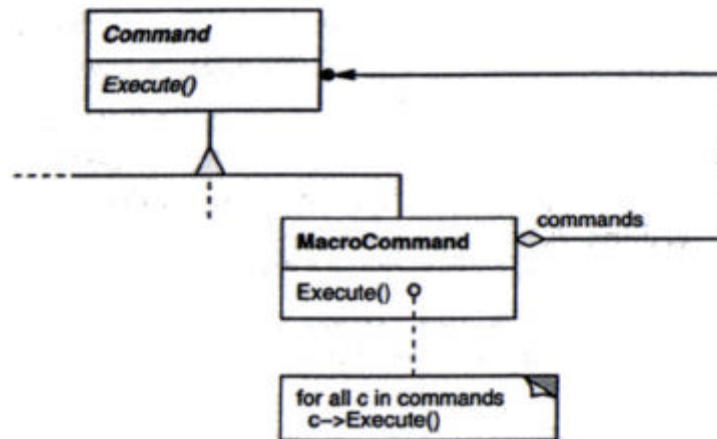 Command
Execute()
commands
MacroCommand
Execute()
for all c in commands
c–>Execute()